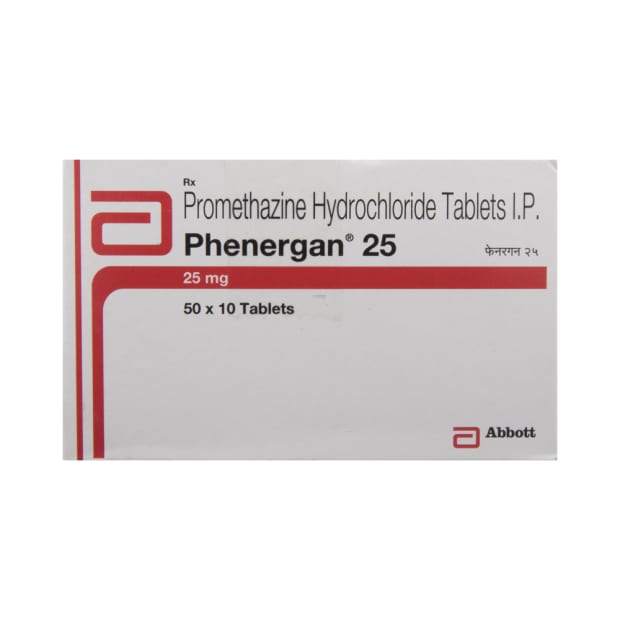 Rx
Promethazine Hydrochloride Tablets I.P.
Phenergan® 25
फेनरगन २५
25 mg
50 x 10 Tablets
Abbott